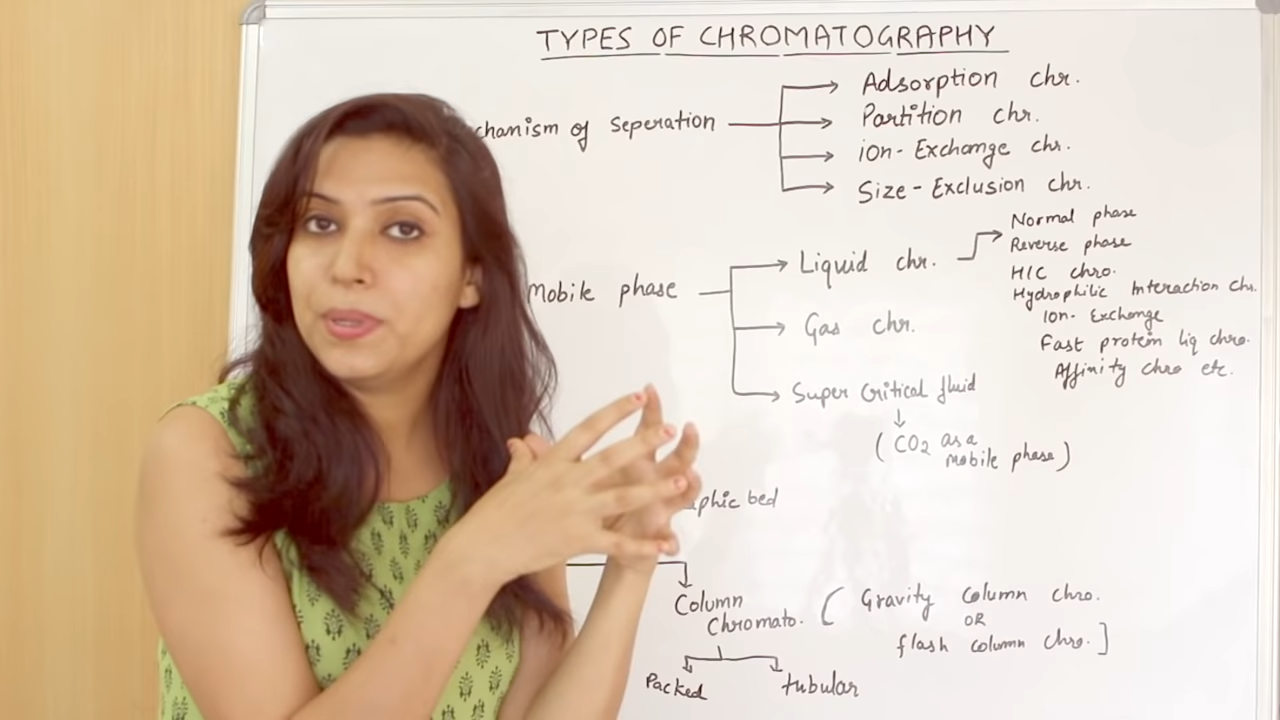 TYPES OF CHROMATOGRAPHY
chanism of Seperation
Adsorption chr.
Partition chr.
ion-Exchange chr.
Size-Exclusion chr.
Mobile phase
Liquid chr.
Normal phase
Reverse phase
HIC chro.
Hydrophilic Interaction Chr.
Ion-Exchange
Fast protein liq chro.
Affinity chro etc.
Gas chr.
Super Critical fluid
(CO2 as a
mobile phase)
aphic bed
Column
Chromato.
(Gravity Column chro.
OR
flash column chro.]
Packed
tubular